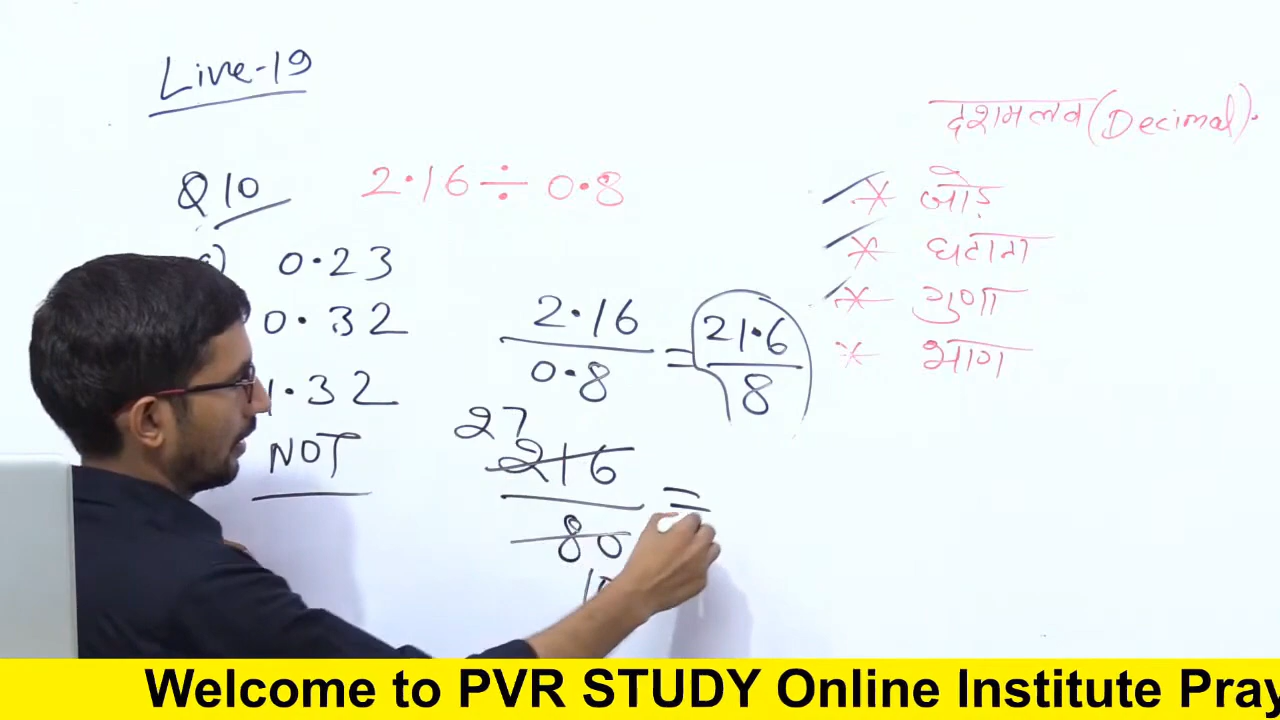 Live-19
दशमलव (Decimal).
Q10 2.16 ÷ 0.8
0.23
0.32
1.32
NOT
2.16 / 0.8 = 21.6 / 8
27
216 / 80 =
10
* जोड़
* घटाना
* गुणा
* भाग
Welcome to PVR STUDY Online Institute Pray